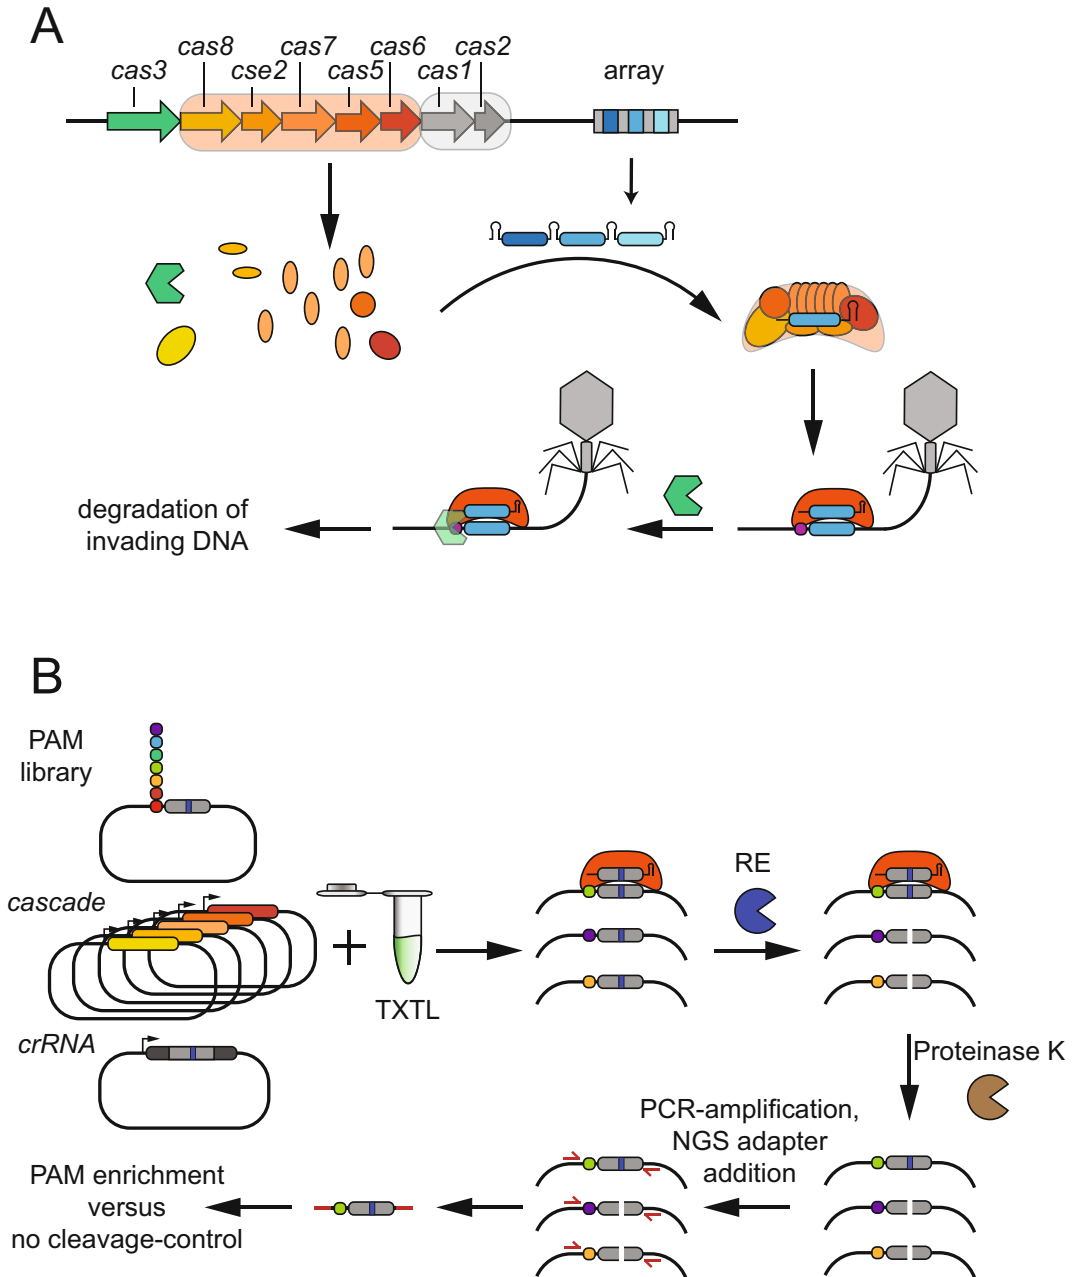 A
cas8
cas7
cas6
cas2
cas3
cse2
cas5
cas1
array
degradation of
invading DNA
B
PAM
library
cascade
TXTL
crRNA
RE
Proteinase K
PCR-amplification,
NGS adapter
addition
PAM enrichment
versus
no cleavage-control